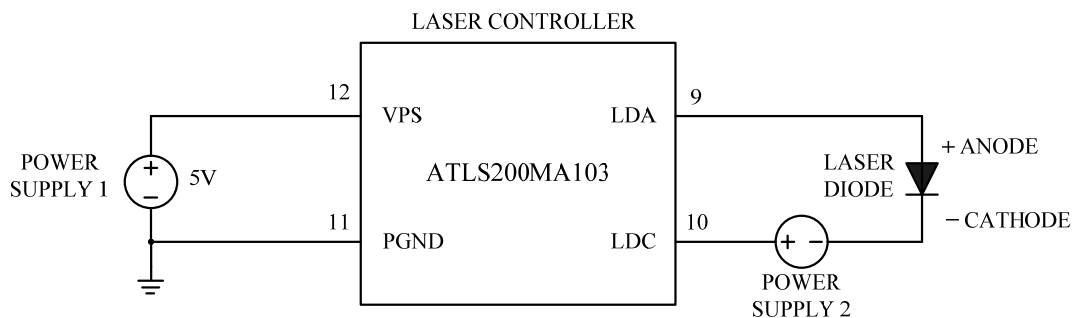 LASER CONTROLLER
12
VPS
LDA
9
POWER
SUPPLY 1
+
−
5V
ATLS200MA103
LASER
DIODE
+ ANODE
− CATHODE
11
PGND
LDC
10
+ -
POWER
SUPPLY 2